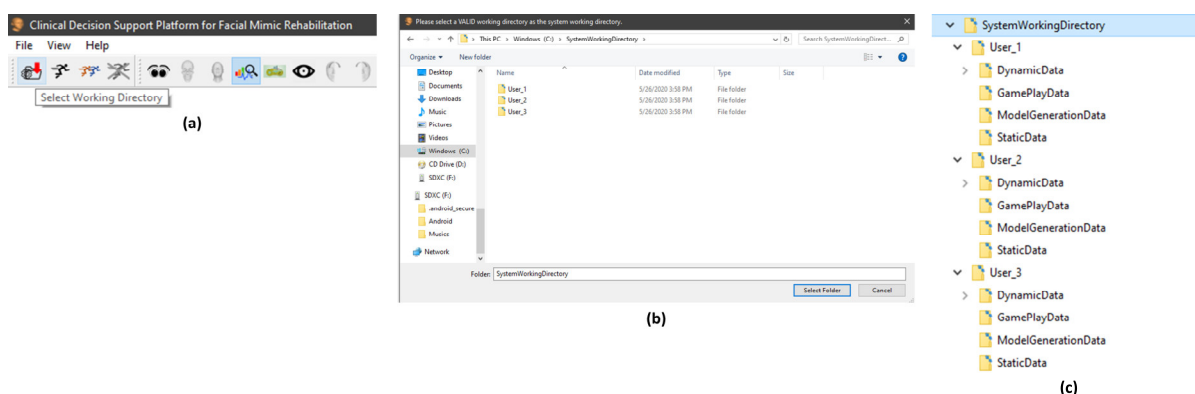 Clinical Decision Support Platform for Facial Mimic Rehabilitation
File View Help
Select Working Directory
(a)
Please select a VALID working directory as the system working directory.
This PC > Windows (C:) > SystemWorkingDirectory >
Search SystemWorkingDirect...
Organize New folder
Desktop
Documents
Downloads
Music
Pictures
Videos
Windows (C:)
CD Drive (D:)
SDXC (F:)
SDXC (F:)
.android_secure
Android
Musics
Network
Name Date modified Type Size
User_1 5/26/2020 3:58 PM File folder
User_2 5/26/2020 3:58 PM File folder
User_3 5/26/2020 3:58 PM File folder
Folder: SystemWorkingDirectory
Select Folder Cancel
(b)
SystemWorkingDirectory
User_1
DynamicData
GamePlayData
ModelGenerationData
StaticData
User_2
DynamicData
GamePlayData
ModelGenerationData
StaticData
User_3
DynamicData
GamePlayData
ModelGenerationData
StaticData
(c)